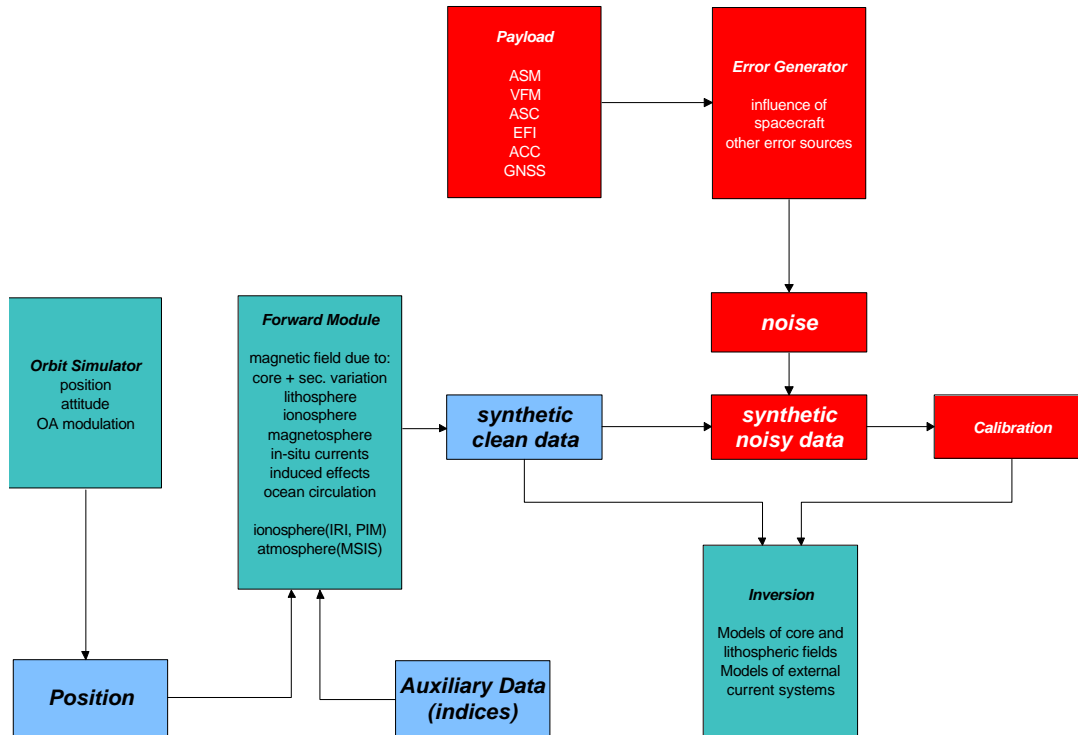 Payload
ASM
VFM
ASC
EFI
ACC
GNSS
Error Generator
influence of
spacecraft
other error sources
noise
Orbit Simulator
position
attitude
OA modulation
Forward Module
magnetic field due to:
core + sec. variation
lithosphere
ionosphere
magnetosphere
in-situ currents
induced effects
ocean circulation
ionosphere(IRI, PIM)
atmosphere(MSIS)
synthetic
clean data
synthetic
noisy data
Calibration
Inversion
Models of core and
lithospheric fields
Models of external
current systems
Position
Auxiliary Data
(indices)